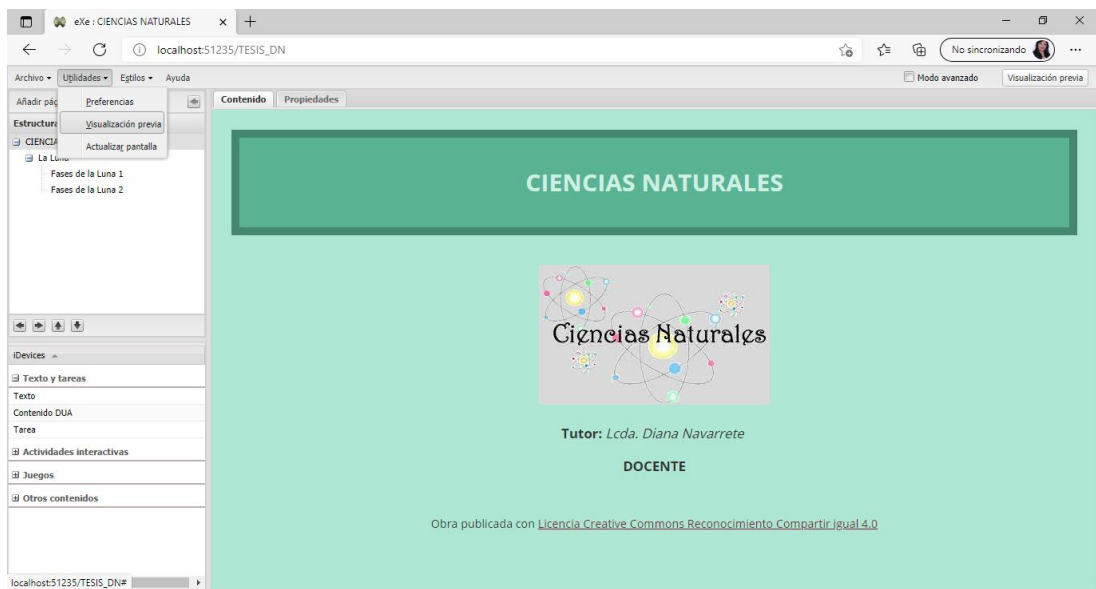 eXe : CIENCIAS NATURALES
localhost:51235/TESIS_DN
No sincronizando
Archivo Utilidades Estilos Ayuda
Modo avanzado
Visualización previa
Añadir pág
Preferencias
Contenido Propiedades
Estructura
Visualización previa
CIENCIA
Actualizar pantalla
La Luna
Fases de la Luna 1
Fases de la Luna 2
CIENCIAS NATURALES
Ciencias Naturales
iDevices
Texto y tareas
Texto
Contenido DUA
Tarea
Actividades interactivas
Juegos
Otros contenidos
Tutor: Lcda. Diana Navarrete
DOCENTE
Obra publicada con Licencia Creative Commons Reconocimiento Compartir igual 4.0
localhost:51235/TESIS_DN#